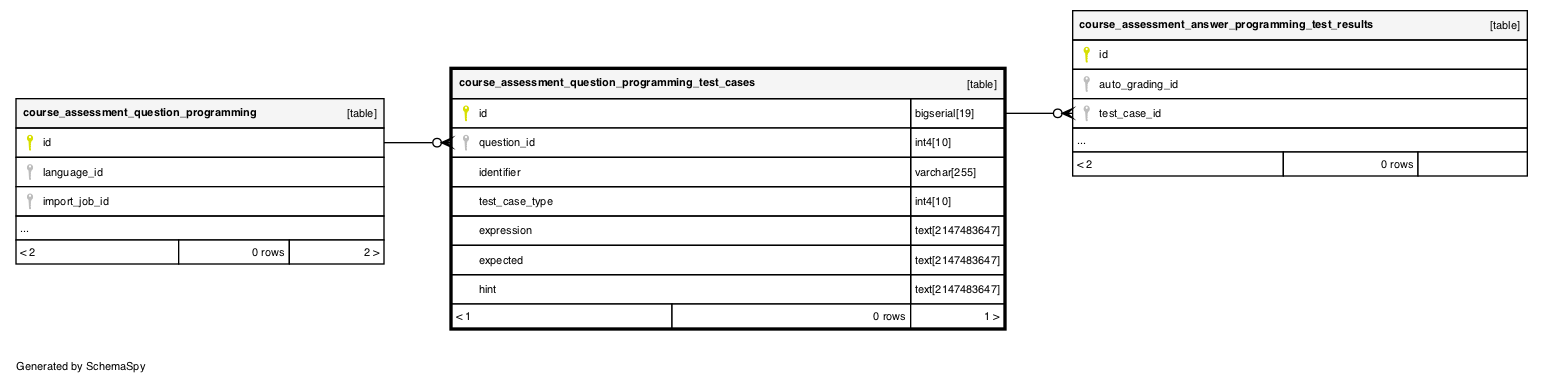 course_assessment_question_programming [table]
id
language_id
import_job_id
...
< 2 0 rows 2 >
course_assessment_question_programming_test_cases [table]
id bigserial[19]
question_id int4[10]
identifier varchar[255]
test_case_type int4[10]
expression text[2147483647]
expected text[2147483647]
hint text[2147483647]
< 1 0 rows 1 >
course_assessment_answer_programming_test_results [table]
id
auto_grading_id
test_case_id
...
< 2 0 rows
Generated by SchemaSpy